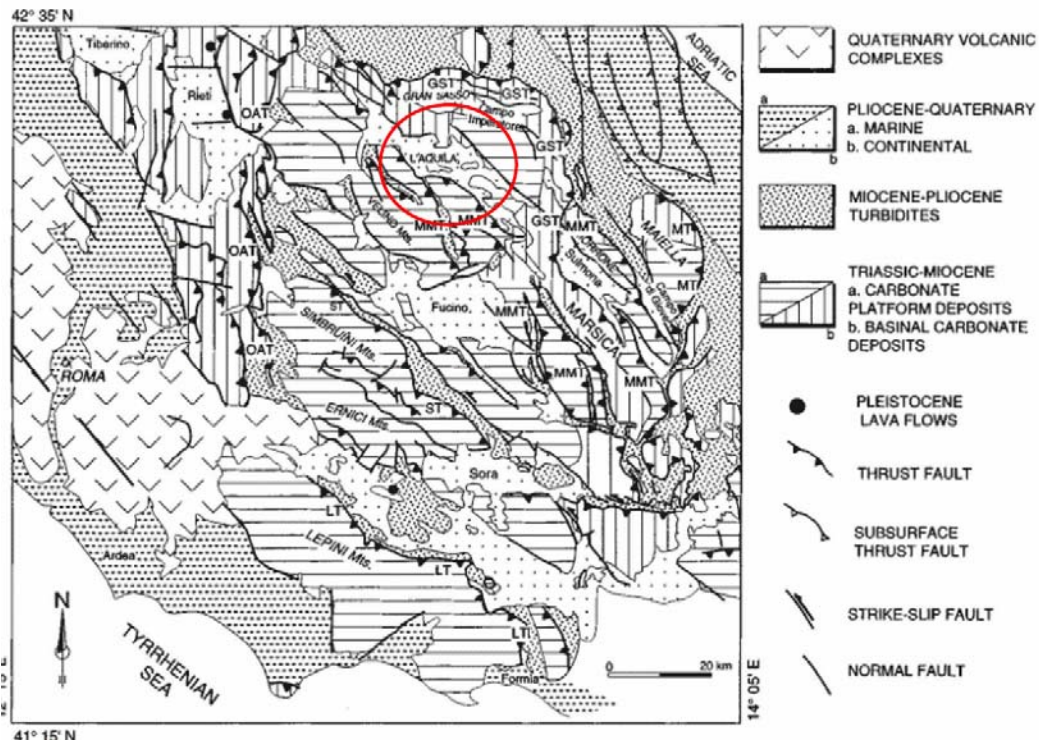 42° 35' N
Tiberino
Rieti
OAT
GST
GRAN SASSO
GST
Campo
Imperatore
ADRIATIC
SEA
L'AQUILA
GST
VELINO Mts.
MMT
MMT
GST
MMT
MAIELLA
MT
OAT
Sulmona
MT
ST
Fucino
MMT
MARSICA
SIMBRUINI Mts.
OAT
ROMA
MMT
MMT
ST
ERNICI Mts.
Sora
LT
LEPINI Mts.
LT
Ardea
LT
N
TYRRHENIAN
SEA
Formia
0 20 km
14° 05' E
41° 15' N
QUATERNARY VOLCANIC
COMPLEXES
a
PLIOCENE-QUATERNARY
a. MARINE
b. CONTINENTAL
b
MIOCENE-PLIOCENE
TURBIDITES
a
TRIASSIC-MIOCENE
a. CARBONATE
PLATFORM DEPOSITS
b. BASINAL CARBONATE
DEPOSITS
b
PLEISTOCENE
LAVA FLOWS
THRUST FAULT
SUBSURFACE
THRUST FAULT
STRIKE-SLIP FAULT
NORMAL FAULT